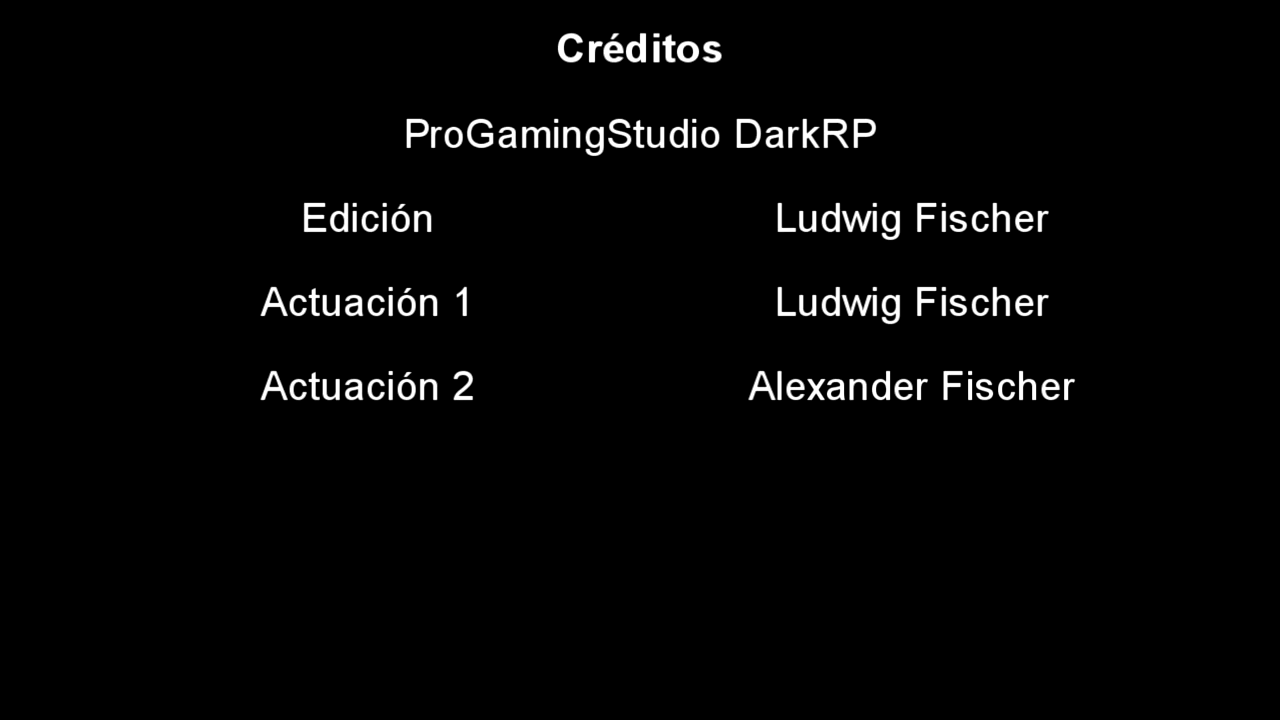 Créditos
ProGamingStudio DarkRP
Edición Ludwig Fischer
Actuación 1 Ludwig Fischer
Actuación 2 Alexander Fischer